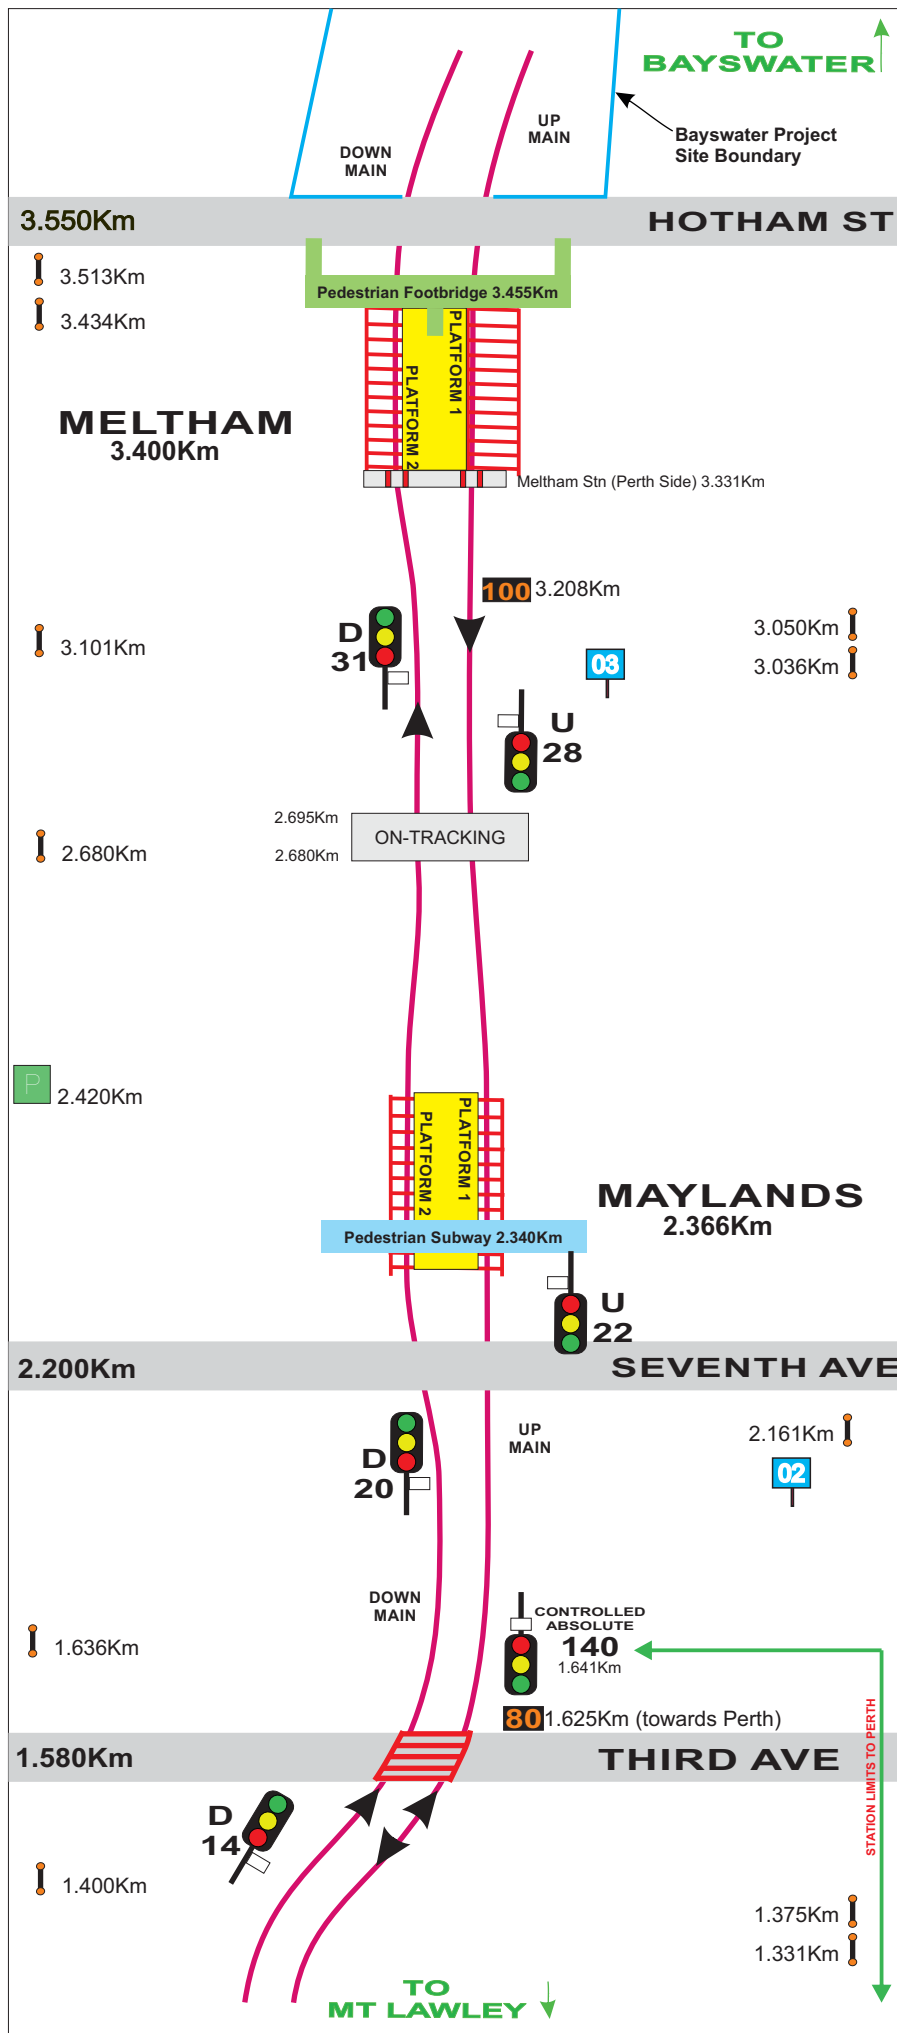 TO
BAYSWATER
UP
MAIN
Bayswater Project
Site Boundary
DOWN
MAIN
3.550Km
HOTHAM ST
3.513Km
Pedestrian Footbridge 3.455Km
3.434Km
PLATFORM 1
PLATFORM 2
MELTHAM
3.400Km
Meltham Stn (Perth Side) 3.331Km
100 3.208Km
D
31
3.101Km
3.050Km
03
3.036Km
U
28
2.695Km
ON-TRACKING
2.680Km
2.680Km
P
2.420Km
PLATFORM 1
PLATFORM 2
MAYLANDS
2.366Km
Pedestrian Subway 2.340Km
U
22
2.200Km
SEVENTH AVE
UP
MAIN
2.161Km
D
20
02
DOWN
MAIN
CONTROLLED
ABSOLUTE
140
1.641Km
1.636Km
80 1.625Km (towards Perth)
1.580Km
THIRD AVE
STATION LIMITS TO PERTH
D
14
1.400Km
1.375Km
1.331Km
TO
MT LAWLEY